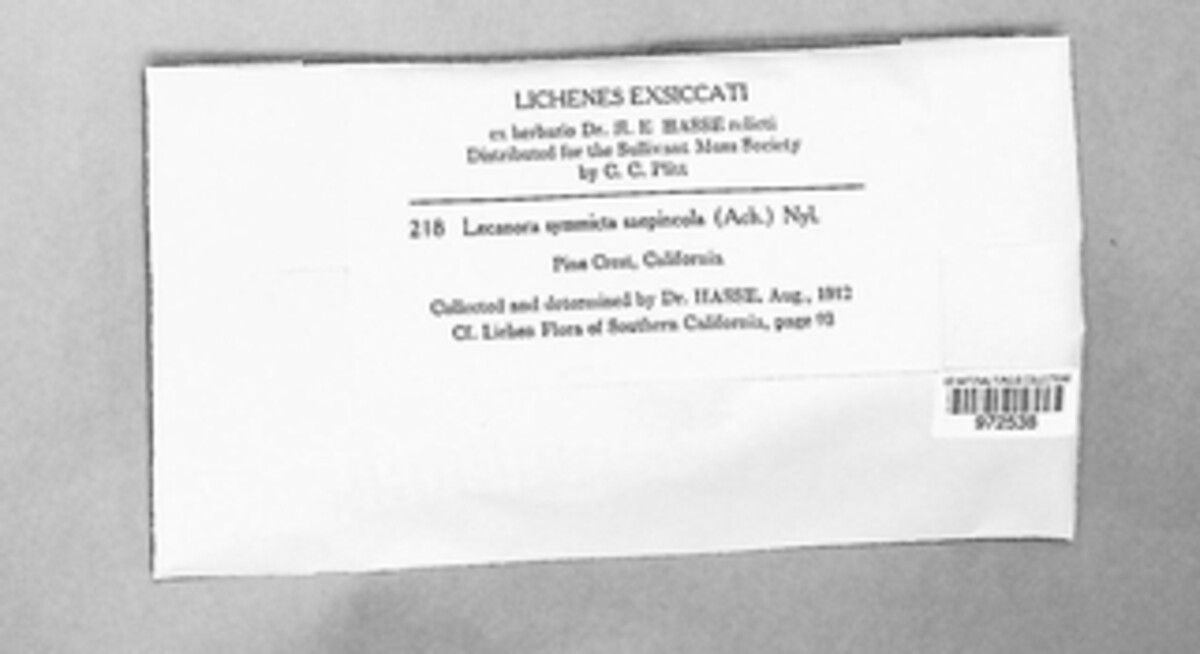 LICHENES EXSICCATI
ex herbario Dr. H. E. HASSE relicti
Distributed for the Sullivant Moss Society
by C. C. Plitt
218 Lecanora symmicta saepincola (Ach.) Nyl.
Pine Crest, California
Collected and determined by Dr. HASSE, Aug., 1912
Cf. Lichen Flora of Southern California, page 93
972538